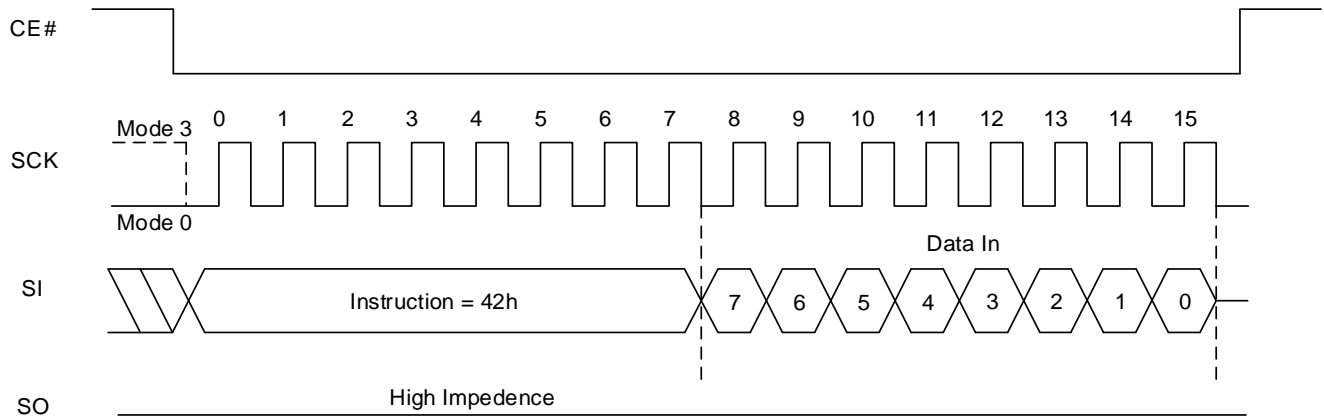 CE#
Mode 3
0 1 2 3 4 5 6 7 8 9 10 11 12 13 14 15
SCK
Mode 0
Data In
SI
Instruction = 42h
7 6 5 4 3 2 1 0
High Impedence
SO